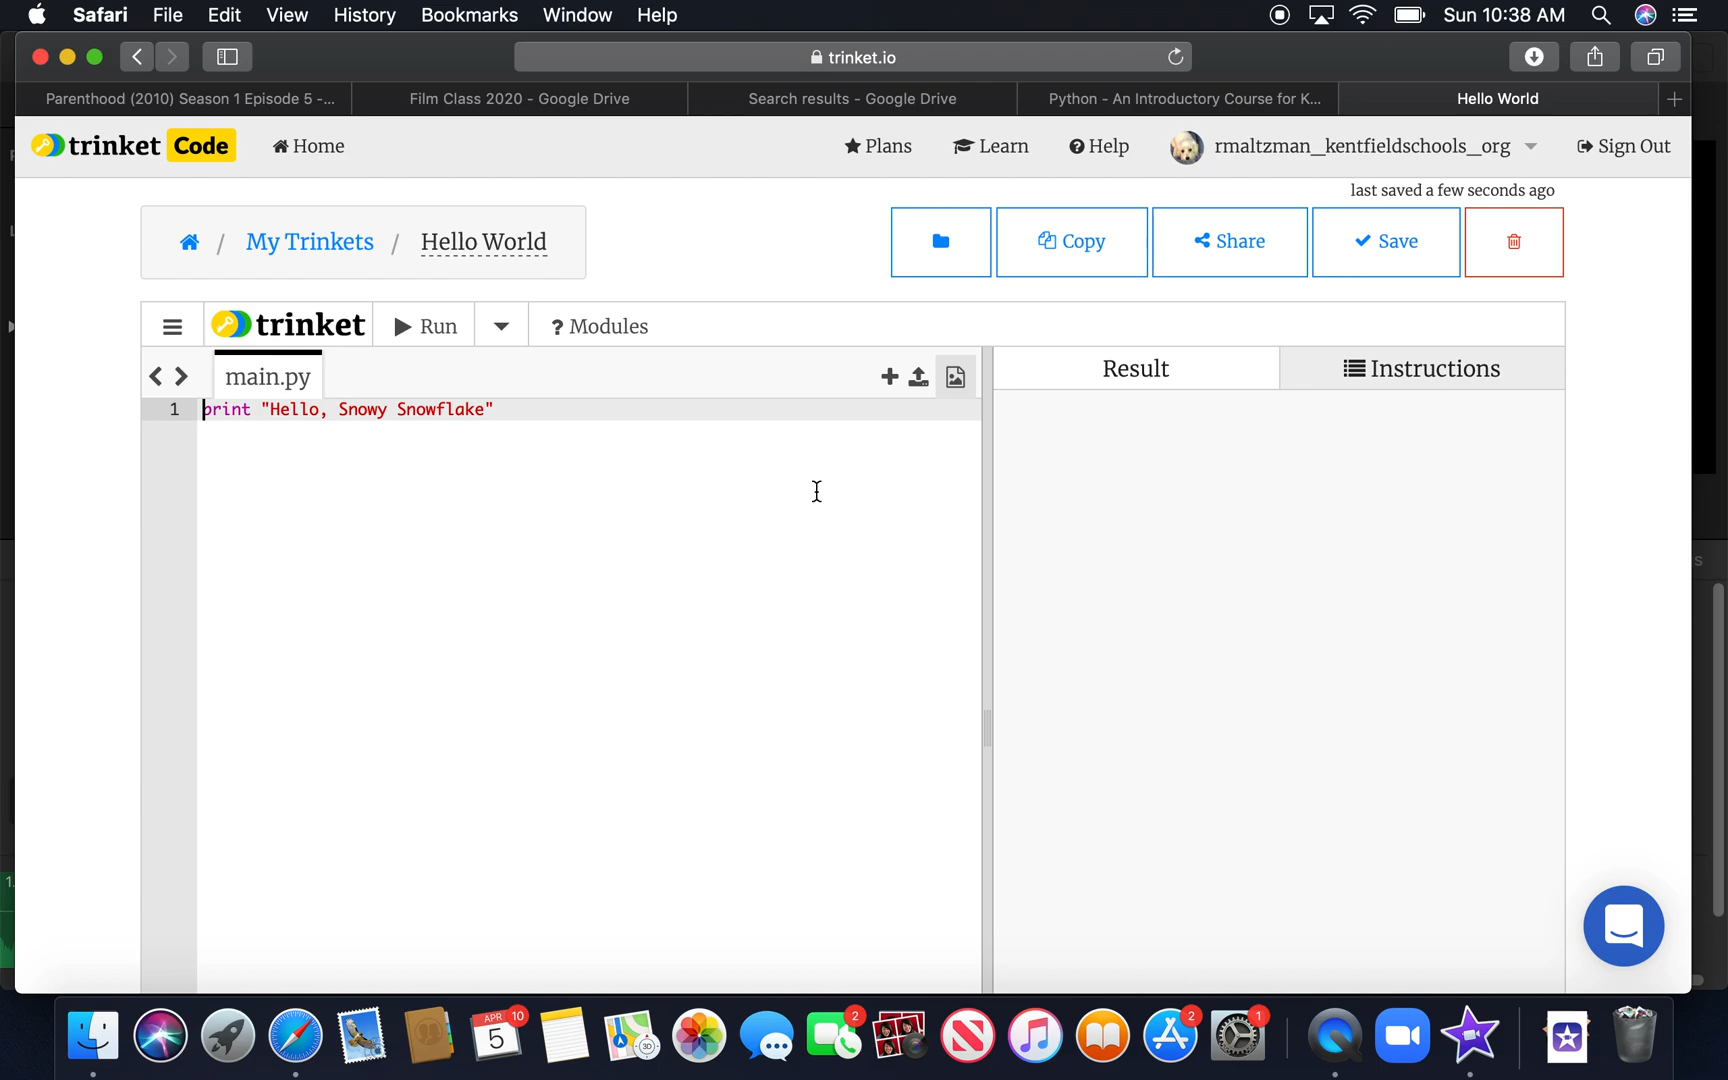 Safari File Edit View History Bookmarks Window Help Sun 10:38 AM
trinket.io
Parenthood (2010) Season 1 Episode 5 -... Film Class 2020 - Google Drive Search results - Google Drive Python - An Introductory Course for K... Hello World
trinket Code Home Plans Learn Help rmaltzman_kentfieldschools_org Sign Out
last saved a few seconds ago
/ My Trinkets / Hello World Copy Share Save
trinket Run ? Modules
main.py Result Instructions
1 print "Hello, Snowy Snowflake"
APR 10
5
3D
2
2
1